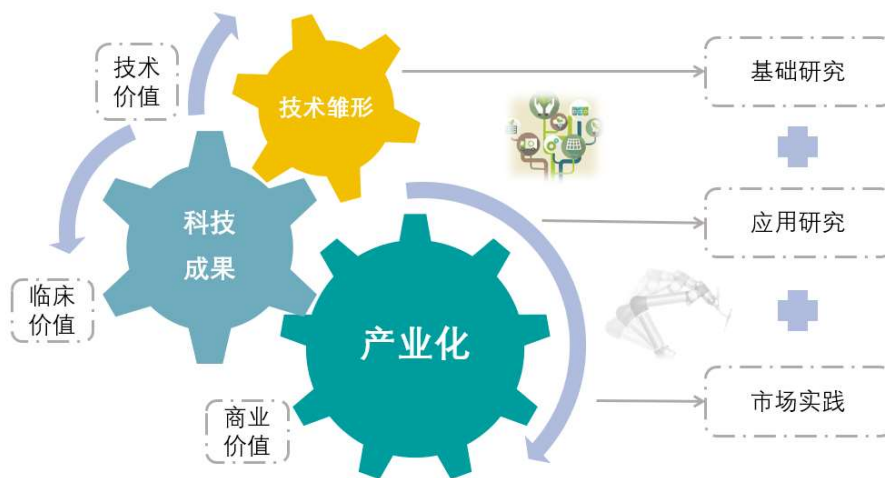 技术
价值
技术雏形
基础研究
科技
成果
应用研究
临床
价值
产业化
商业
价值
市场实践